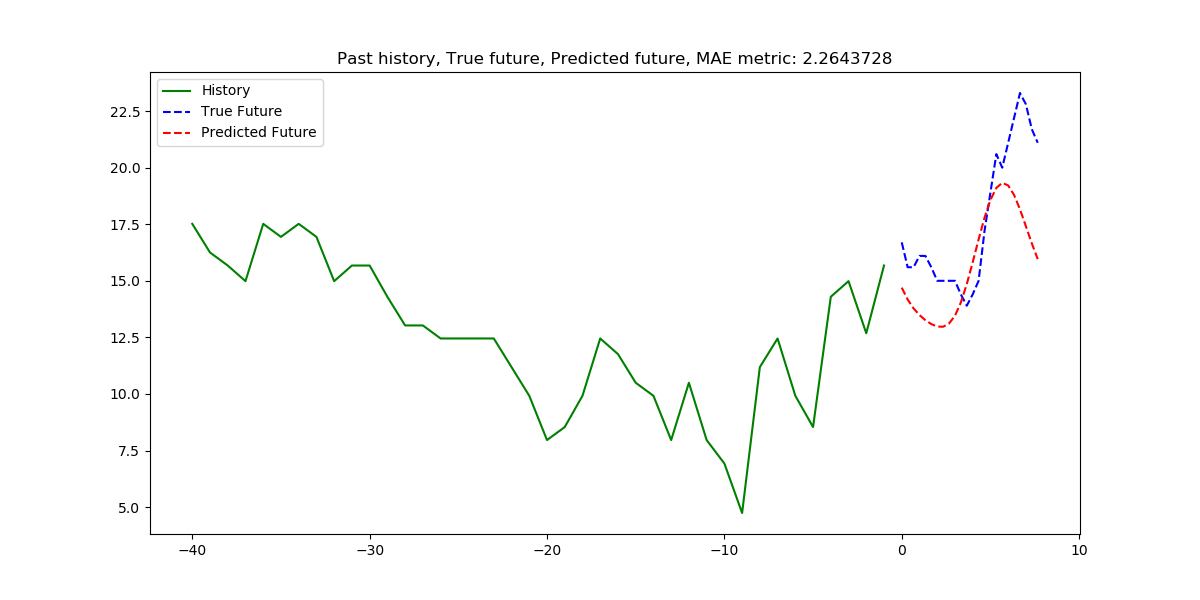 Past history, True future, Predicted future, MAE metric: 2.2643728
History
True Future
Predicted Future
22.5
20.0
17.5
15.0
12.5
10.0
7.5
5.0
−40 −30 −20 −10 0 10